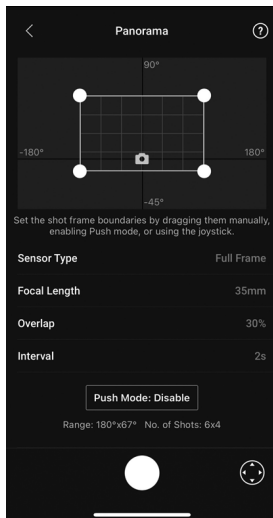 Panorama
?
90°
-180°
180°
-45°
Set the shot frame boundaries by dragging them manually,
enabling Push mode, or using the joystick.
Sensor Type Full Frame
Focal Length 35mm
Overlap 30%
Interval 2s
Push Mode: Disable
Range: 180°x67° No. of Shots: 6x4